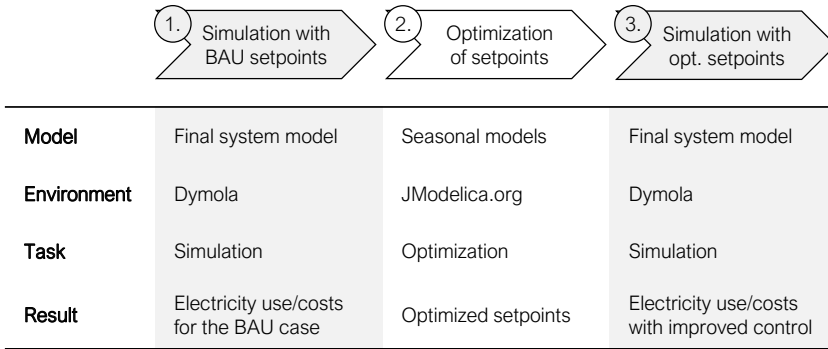 1. Simulation with
BAU setpoints
2. Optimization
of setpoints
3. Simulation with
opt. setpoints
Model Final system model Seasonal models Final system model
Environment Dymola JModelica.org Dymola
Task Simulation Optimization Simulation
Result Electricity use/costs
for the BAU case Optimized setpoints Electricity use/costs
with improved control